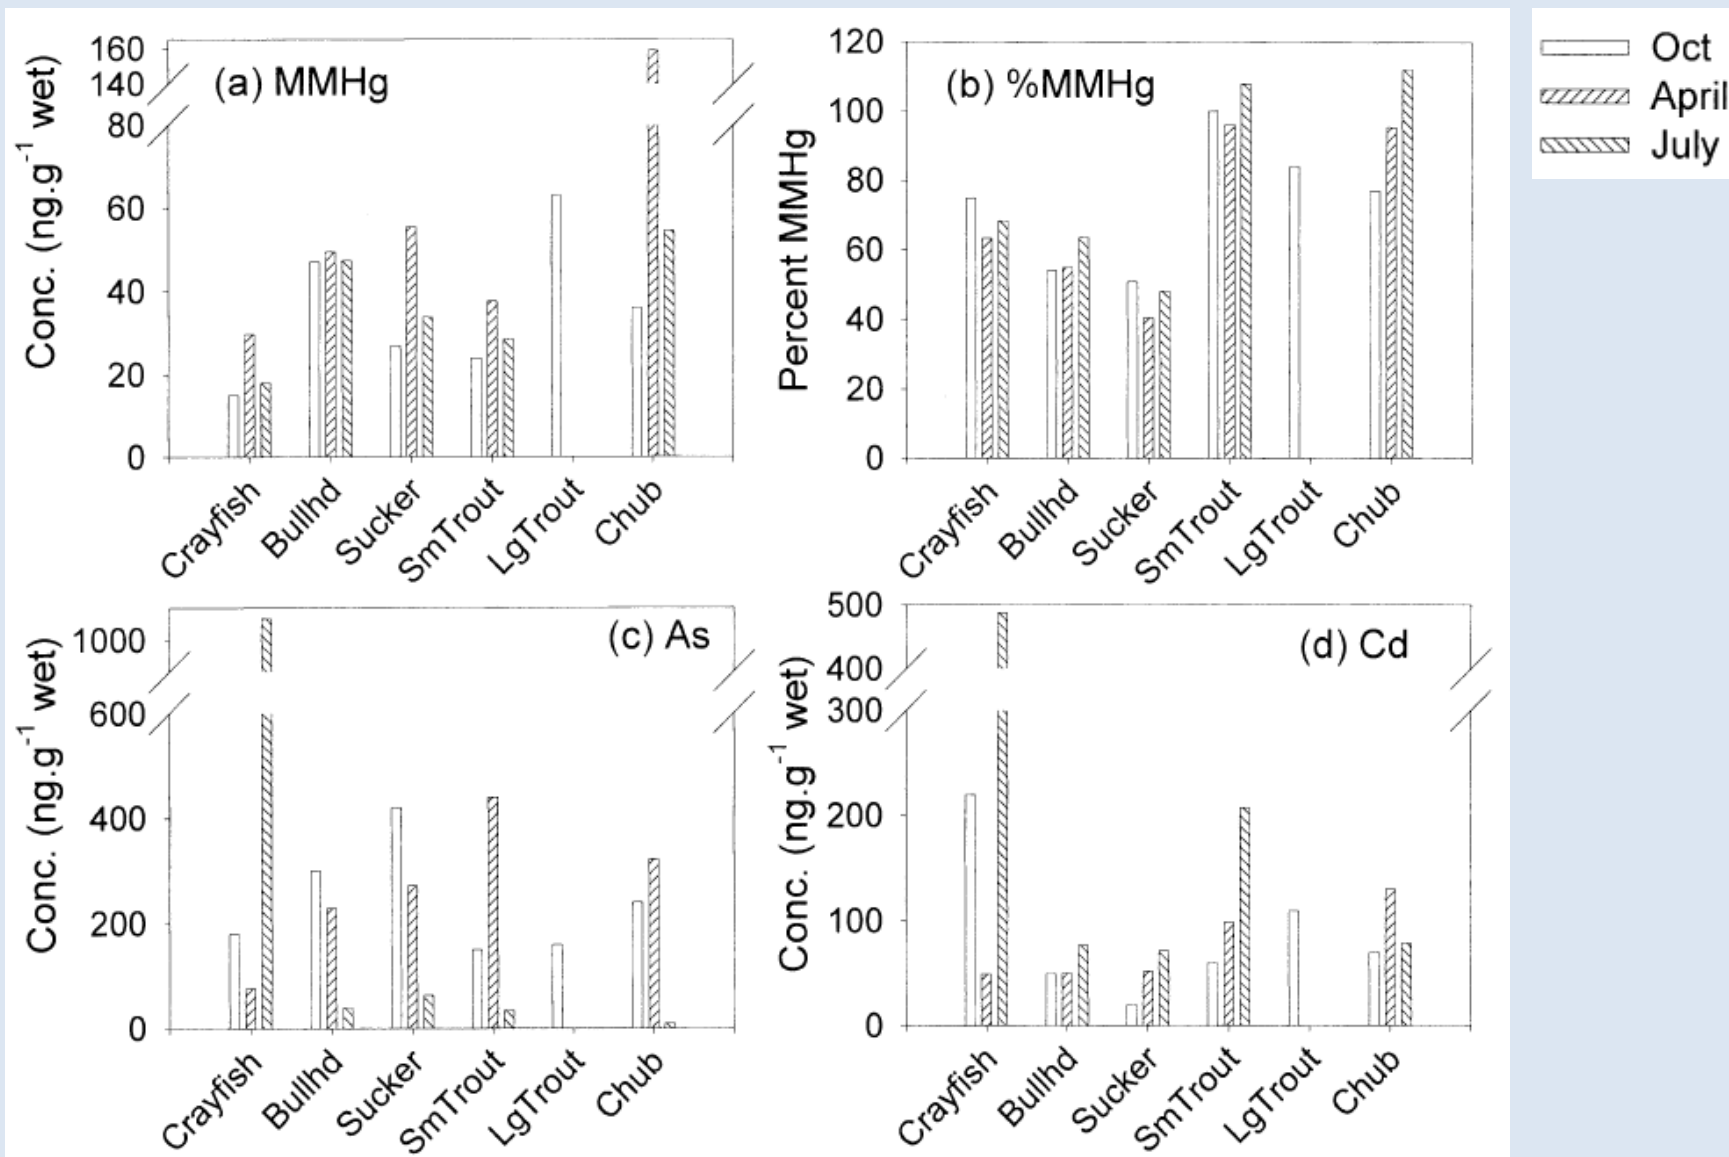 (a) MMHg
Conc. (ng.g⁻¹ wet)
160
140
80
60
40
20
0
Crayfish
Bullhd
Sucker
SmTrout
LgTrout
Chub
(b) %MMHg
Percent MMHg
120
100
80
60
40
20
0
Crayfish
Bullhd
Sucker
SmTrout
LgTrout
Chub
Oct
April
July
(c) As
Conc. (ng.g⁻¹ wet)
1000
600
400
200
0
Crayfish
Bullhd
Sucker
SmTrout
LgTrout
Chub
(d) Cd
Conc. (ng.g⁻¹ wet)
500
400
300
200
100
0
Crayfish
Bullhd
Sucker
SmTrout
LgTrout
Chub